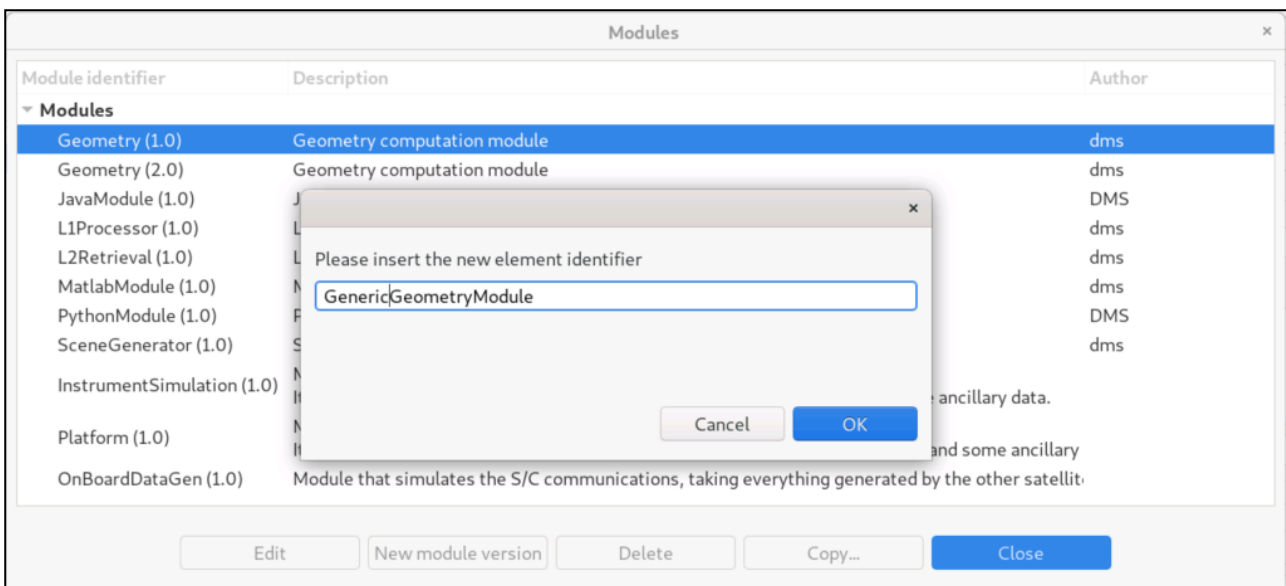 Modules ×
Module identifier Description Author
Modules
Geometry (1.0) Geometry computation module dms
Geometry (2.0) Geometry computation module dms
JavaModule (1.0) J DMS
L1Processor (1.0) L dms
L2Retrieval (1.0) L dms
MatlabModule (1.0) M dms
PythonModule (1.0) P DMS
SceneGenerator (1.0) S dms
InstrumentSimulation (1.0) M
It ancillary data.
Platform (1.0) M
It and some ancillary
OnBoardDataGen (1.0) Module that simulates the S/C communications, taking everything generated by the other satellit
×
Please insert the new element identifier
GenericGeometryModule
Cancel OK
Edit New module version Delete Copy... Close